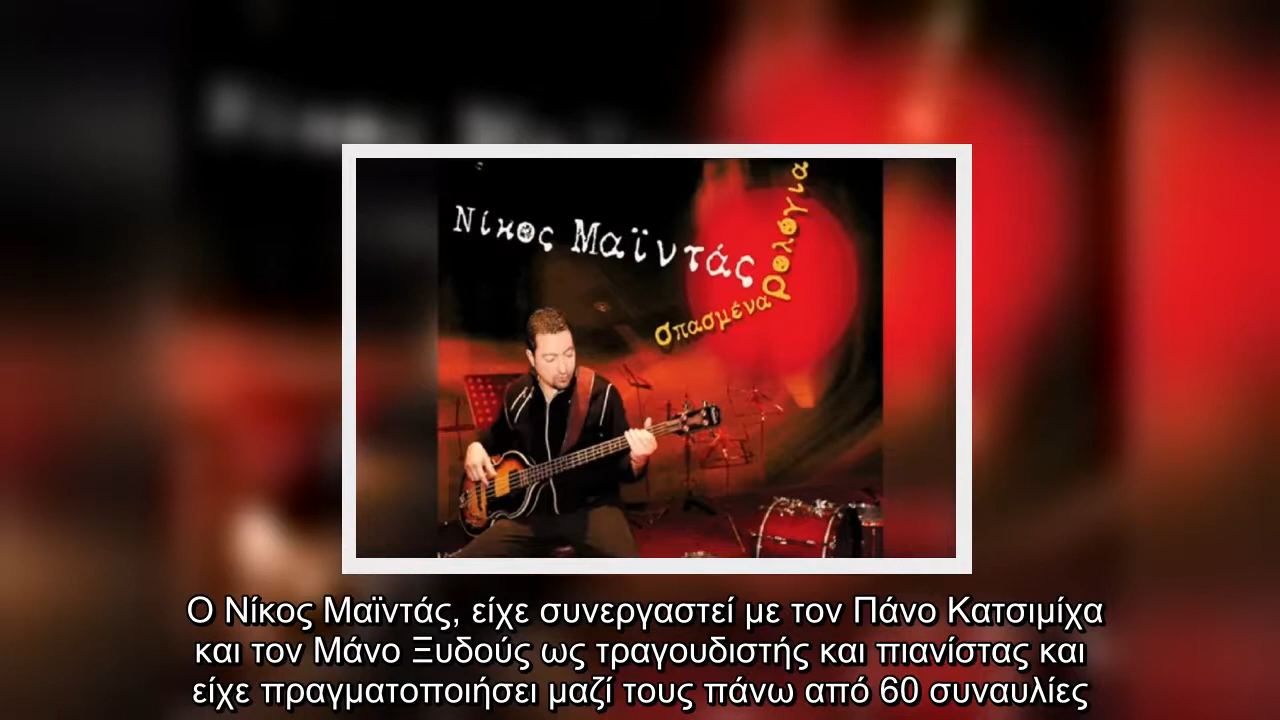 Νίκος Μαϊντάς
σπασμένα ρολόγια
Ο Νίκος Μαϊντάς, είχε συνεργαστεί με τον Πάνο Κατσιμίχα
και τον Μάνο Ξυδούς ως τραγουδιστής και πιανίστας και
είχε πραγματοποιήσει μαζί τους πάνω από 60 συναυλίες